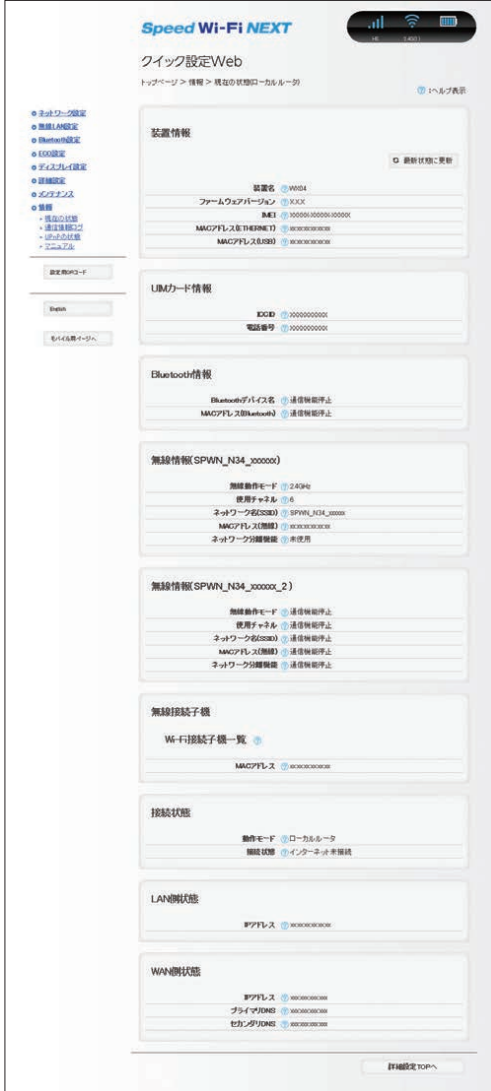 Speed Wi-Fi NEXT
クイック設定Web
トップページ > 情報 > 現在の状態(ローカルルータ)
?:ヘルプ表示
ネットワーク設定
無線LAN設定
Bluetooth設定
ECO設定
ディスプレイ設定
詳細設定
メンテナンス
情報
- 現在の状態
- 通信情報ログ
- UPnPの状態
- マニュアル
設定用QRコード
English
モバイル用ページへ
装置情報
最新状態に更新
装置名 WX04
ファームウェアバージョン X.X.X
IMEI
MACアドレス(ETHERNET)
MACアドレス(USB)
UIMカード情報
ICCID
電話番号
Bluetooth情報
Bluetoothデバイス名 通信機能停止
MACアドレス(Bluetooth) 通信機能停止
無線情報(SPWN_N34_xxxxxx)
無線動作モード 2.4GHz
使用チャネル 6
ネットワーク名(SSID) SPWN_N34_xxxxxx
MACアドレス(無線)
ネットワーク分離機能 未使用
無線情報(SPWN_N34_xxxxxx_2)
無線動作モード 通信機能停止
使用チャネル 通信機能停止
ネットワーク名(SSID) 通信機能停止
MACアドレス(無線) 通信機能停止
ネットワーク分離機能 通信機能停止
無線接続子機
Wi-Fi接続子機一覧
MACアドレス
接続状態
動作モード ローカルルータ
接続状態 インターネット未接続
LAN側状態
IPアドレス
WAN側状態
IPアドレス
プライマリDNS
セカンダリDNS
詳細設定TOPへ